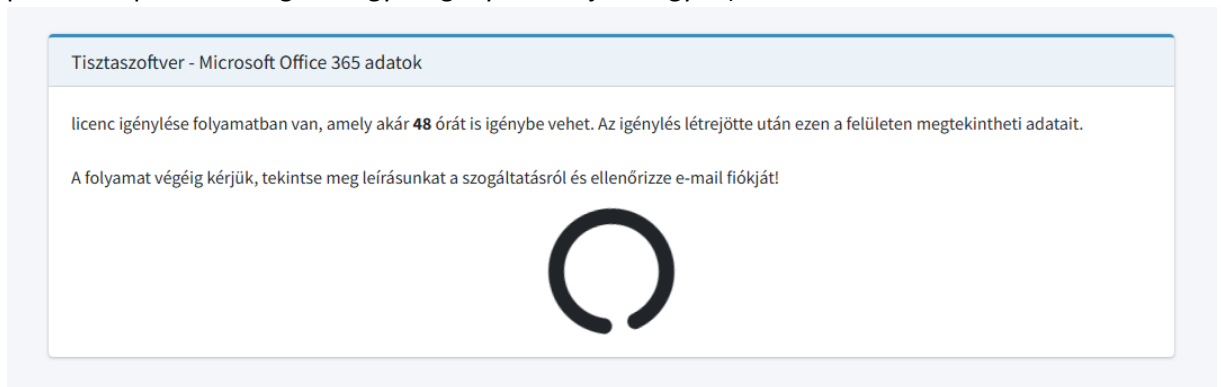 Tisztaszoftver - Microsoft Office 365 adatok
licenc igénylése folyamatban van, amely akár 48 órát is igénybe vehet. Az igénylés létrejötte után ezen a felületen megtekintheti adatait.
A folyamat végéig kérjük, tekintse meg leírásunkat a szogáltatásról és ellenőrizze e-mail fiókját!